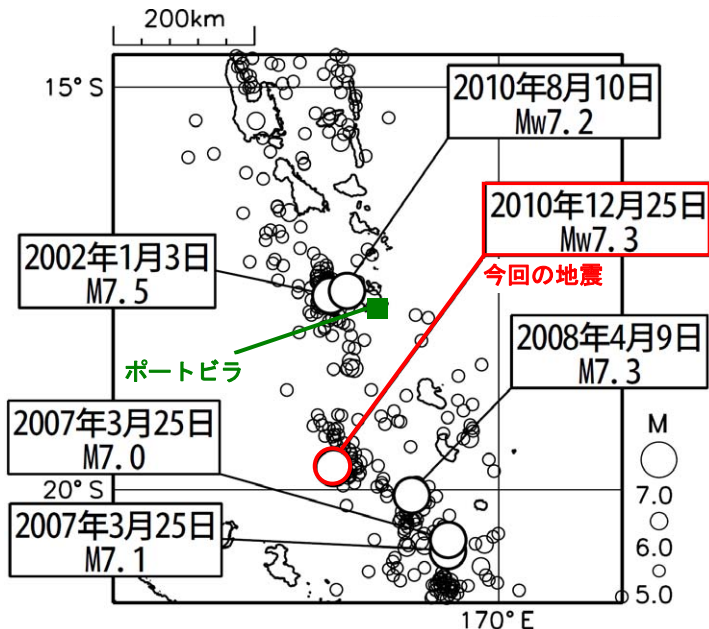 200km
15°S
2010年8月10日
Mw7.2
2010年12月25日
Mw7.3
今回の地震
2002年1月3日
M7.5
ポートビラ
2008年4月9日
M7.3
2007年3月25日
M7.0
20°S
2007年3月25日
M7.1
M
7.0
6.0
5.0
170°E